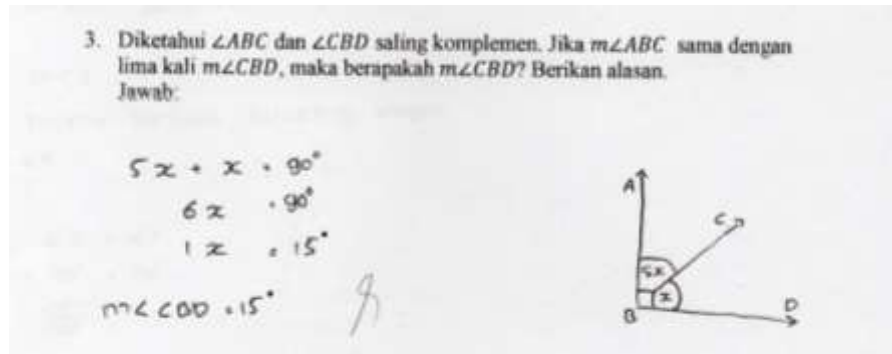 3. Diketahui ∠ABC dan ∠CBD saling komplemen. Jika m∠ABC sama dengan
lima kali m∠CBD, maka berapakah m∠CBD? Berikan alasan.
Jawab:
5x + x = 90°
6x = 90°
1x = 15°
m∠CBD = 15°
A
C
5x
x
B
D